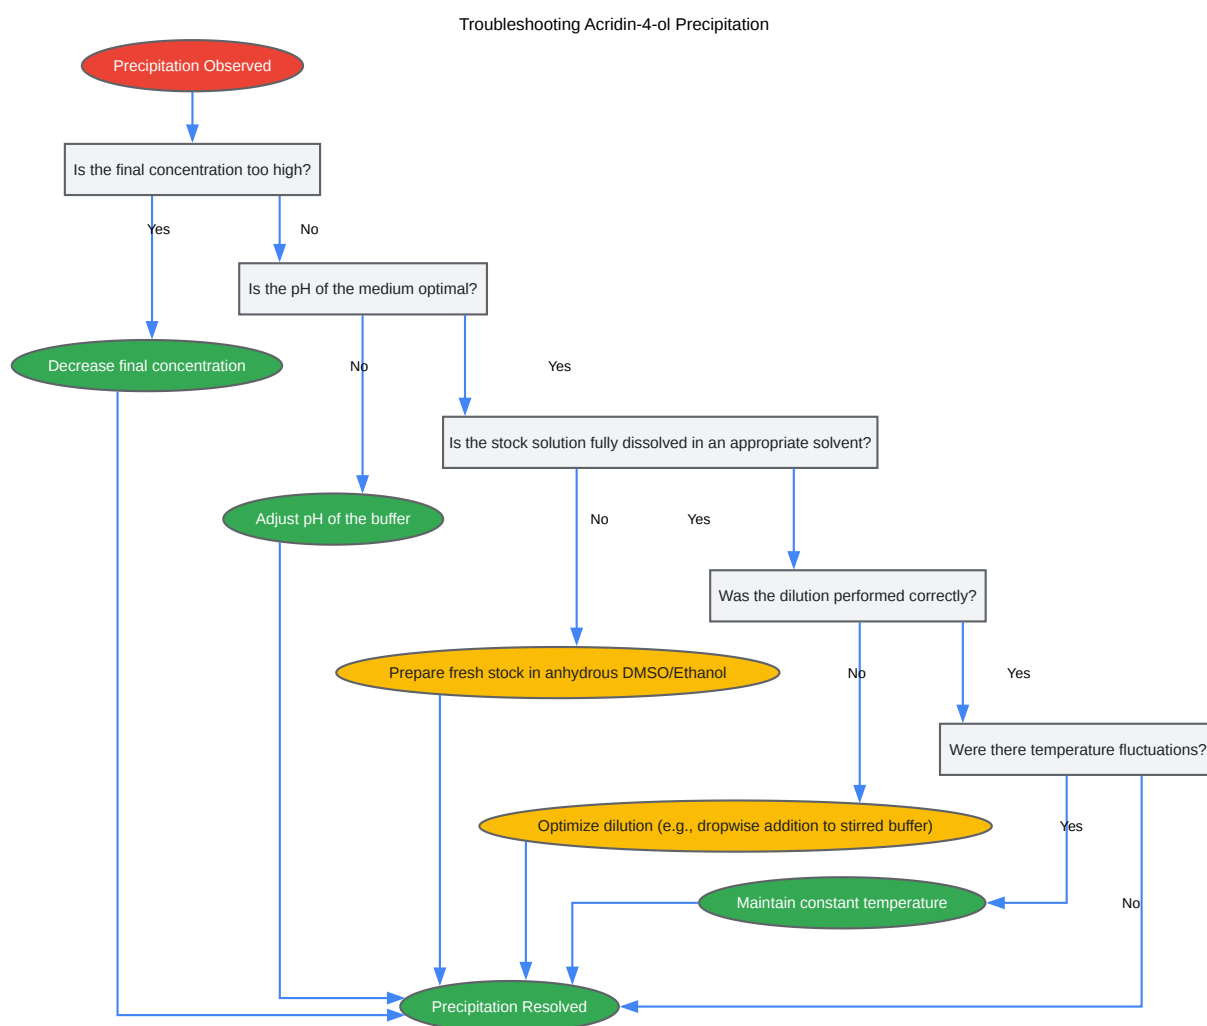 Troubleshooting Acridin-4-ol Precipitation
Precipitation Observed
Is the final concentration too high?
Yes
No
Is the pH of the medium optimal?
Decrease final concentration
No
Yes
Is the stock solution fully dissolved in an appropriate solvent?
Adjust pH of the buffer
No
Yes
Was the dilution performed correctly?
Prepare fresh stock in anhydrous DMSO/Ethanol
No
Yes
Were there temperature fluctuations?
Optimize dilution (e.g., dropwise addition to stirred buffer)
Yes
Maintain constant temperature
No
Precipitation Resolved